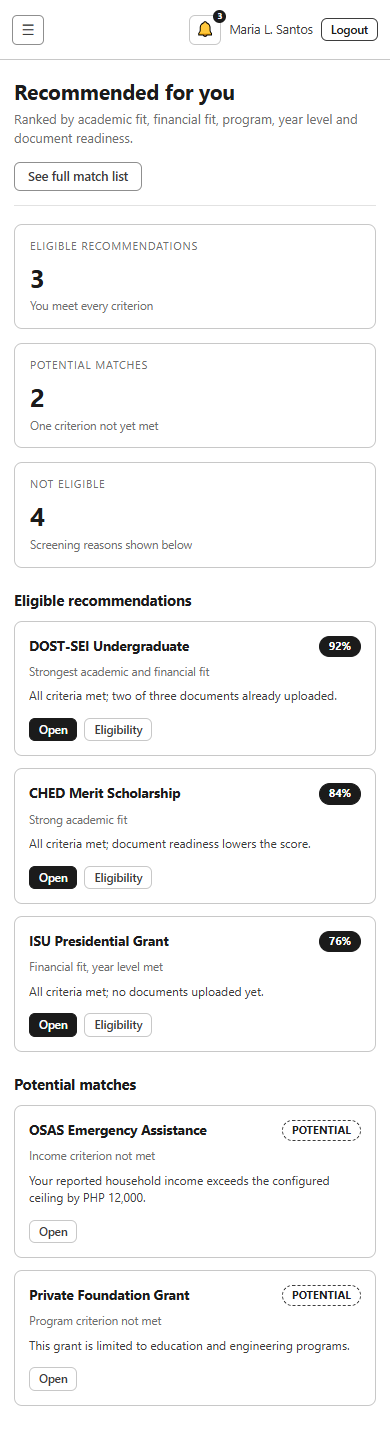 ☰
3
Maria L. Santos
Logout
Recommended for you
Ranked by academic fit, financial fit, program, year level and
document readiness.
See full match list
ELIGIBLE RECOMMENDATIONS
3
You meet every criterion
POTENTIAL MATCHES
2
One criterion not yet met
NOT ELIGIBLE
4
Screening reasons shown below
Eligible recommendations
DOST-SEI Undergraduate
92%
Strongest academic and financial fit
All criteria met; two of three documents already uploaded.
Open
Eligibility
CHED Merit Scholarship
84%
Strong academic fit
All criteria met; document readiness lowers the score.
Open
Eligibility
ISU Presidential Grant
76%
Financial fit, year level met
All criteria met; no documents uploaded yet.
Open
Eligibility
Potential matches
OSAS Emergency Assistance
POTENTIAL
Income criterion not met
Your reported household income exceeds the configured
ceiling by PHP 12,000.
Open
Private Foundation Grant
POTENTIAL
Program criterion not met
This grant is limited to education and engineering programs.
Open